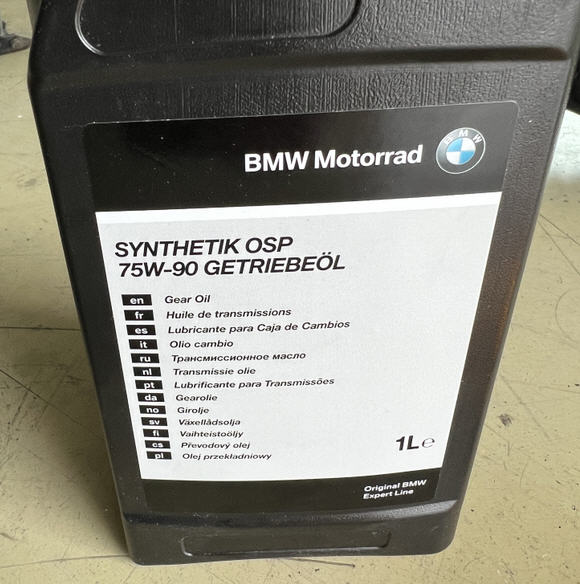 BMW Motorrad
BMW
SYNTHETIK OSP
75W-90 GETRIEBEÖL
en Gear Oil
fr Huile de transmissions
es Lubricante para Caja de Cambios
it Olio cambio
ru Трансмиссионное масло
nl Transmissie olie
pt Lubrificante para Transmissões
da Gearolie
no Girolje
sv Växellådsolja
fi Vaihteistoöljy
cs Převodový olej
pl Olej przekładniowy
1L℮
Original BMW
Expert Line